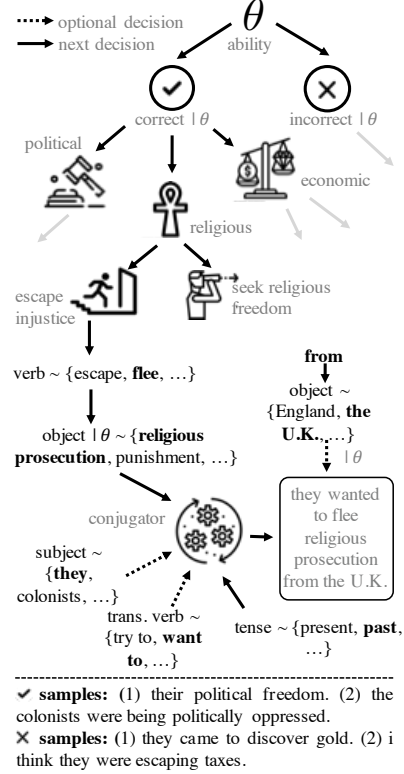 optional decision
next decision
θ
ability
correct | θ
incorrect | θ
political
$
economic
religious
escape
injustice
seek religious
freedom
verb ~ {escape, flee, …}
from
object ~
{England, the
U.K., …}
| θ
object | θ ~ {religious
prosecution, punishment, …}
conjugator
they wanted
to flee
religious
prosecution
from the U.K.
subject ~
{they,
colonists, …}
trans. verb ~
{try to, want
to, …}
tense ~ {present, past,
…}
samples: (1) their political freedom. (2) the
colonists were being politically oppressed.
samples: (1) they came to discover gold. (2) i
think they were escaping taxes.